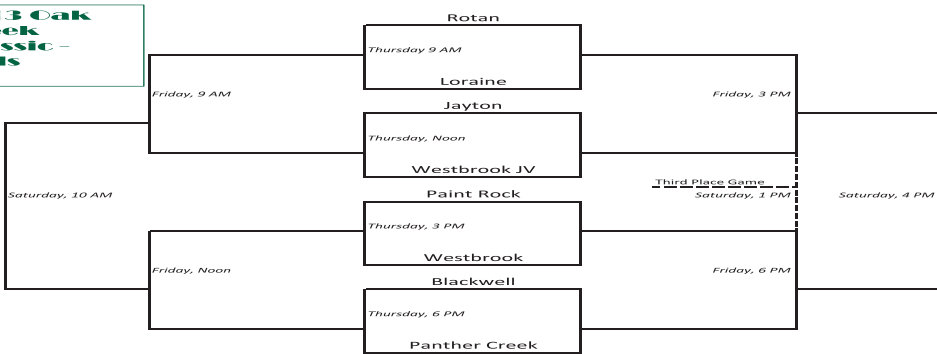 Oak
Rotan
Thursday 9 AM
Loraine
Friday, 9 AM
Friday, 3 PM
Jayton
Thursday, Noon
Westbrook JV
Third Place Game
Saturday, 10 AM
Saturday, 1 PM
Saturday, 4 PM
Paint Rock
Thursday, 3 PM
Westbrook
Friday, Noon
Friday, 6 PM
Blackwell
Thursday, 6 PM
Panther Creek